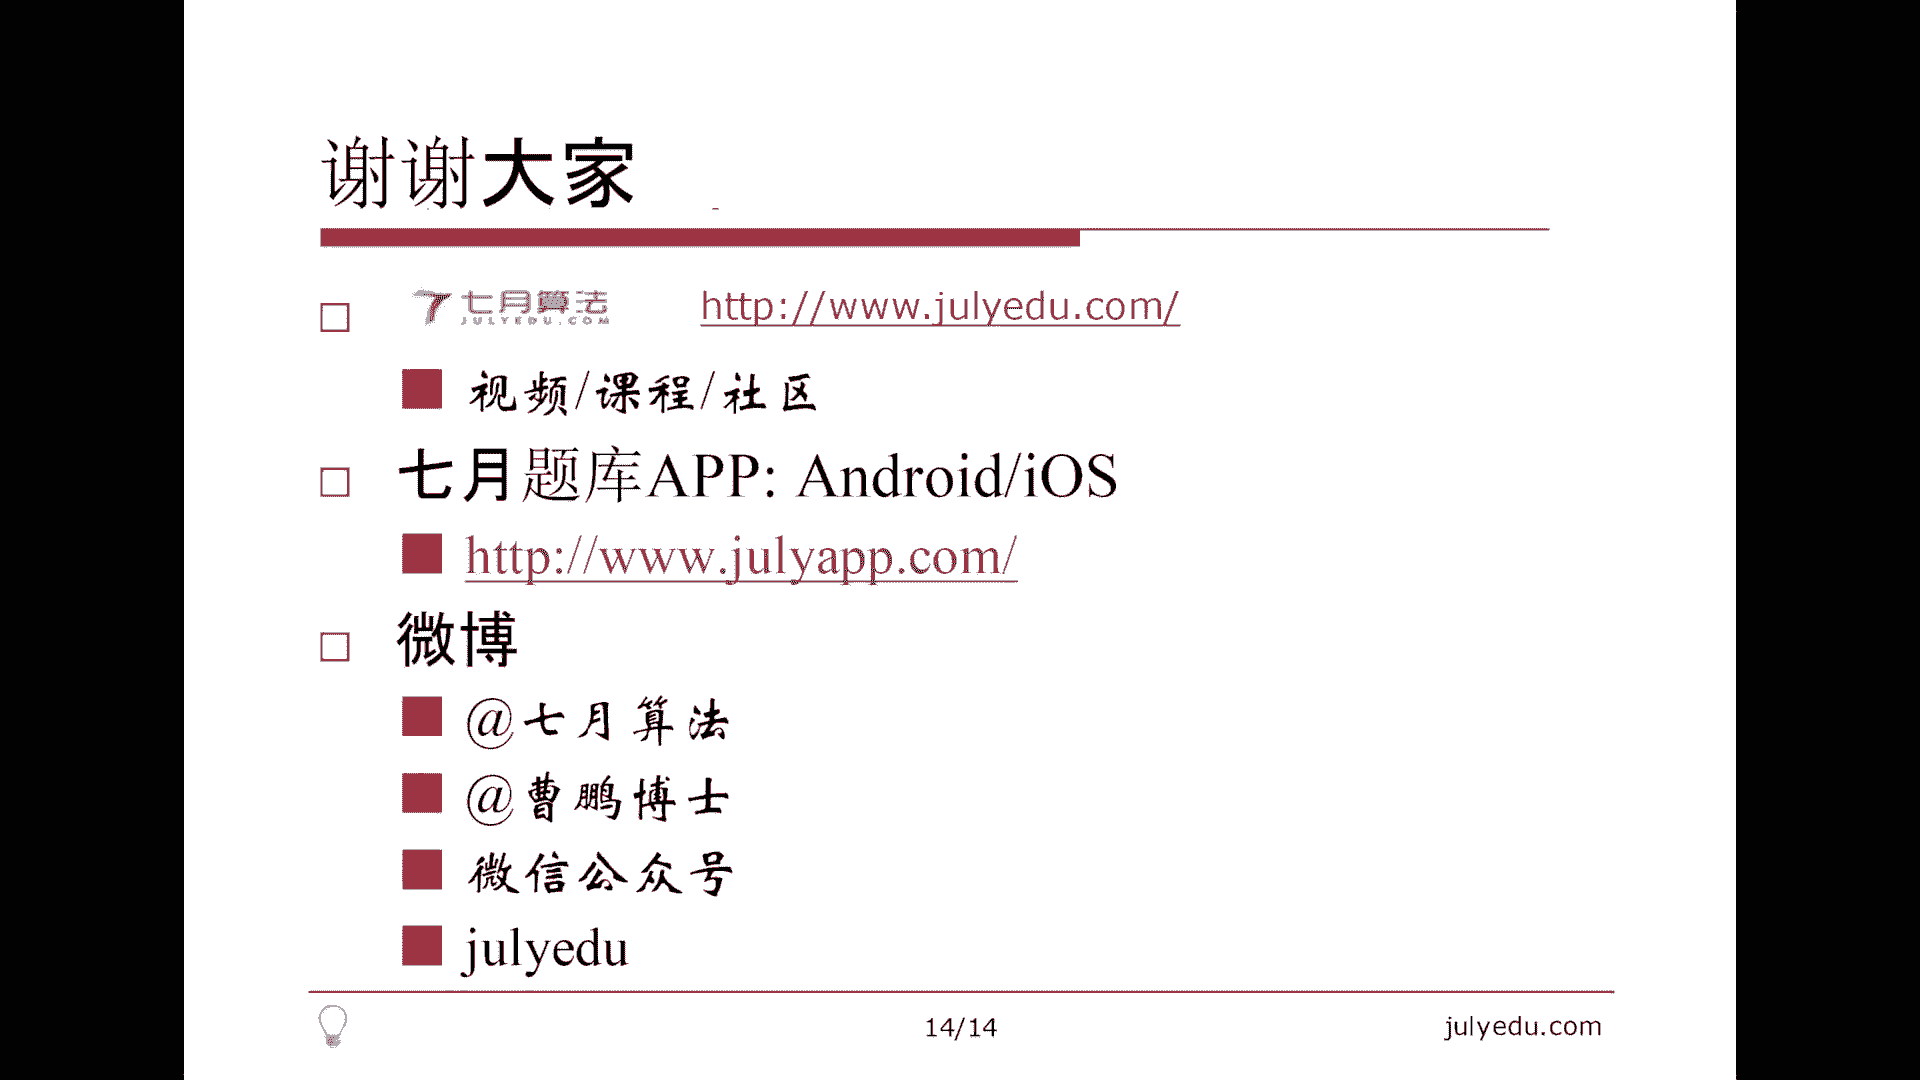 谢谢大家
七月算法 http://www.julyedu.com/
JULYEDU.COM
视频/课程/社区
七月题库APP: Android/iOS
http://www.julyapp.com/
微博
@七月算法
@曹鹏博士
微信公众号
julyedu
14/14
julyedu.com